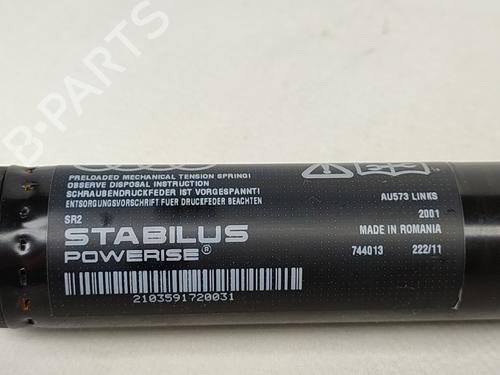 PRELOADED MECHANICAL TENSION SPRING!
OBSERVE DISPOSAL INSTRUCTION
SCHRAUBENDRUCKFEDER IST VORGESPANNT!
ENTSORGUNGSVORSCHRIFT FUER DRUCKFEDER BEACHTEN
SR2
STABILUS
POWERISE®
2103591720031
AU573 LINKS
2001
MADE IN ROMANIA
744013 222/11
B-PARTS